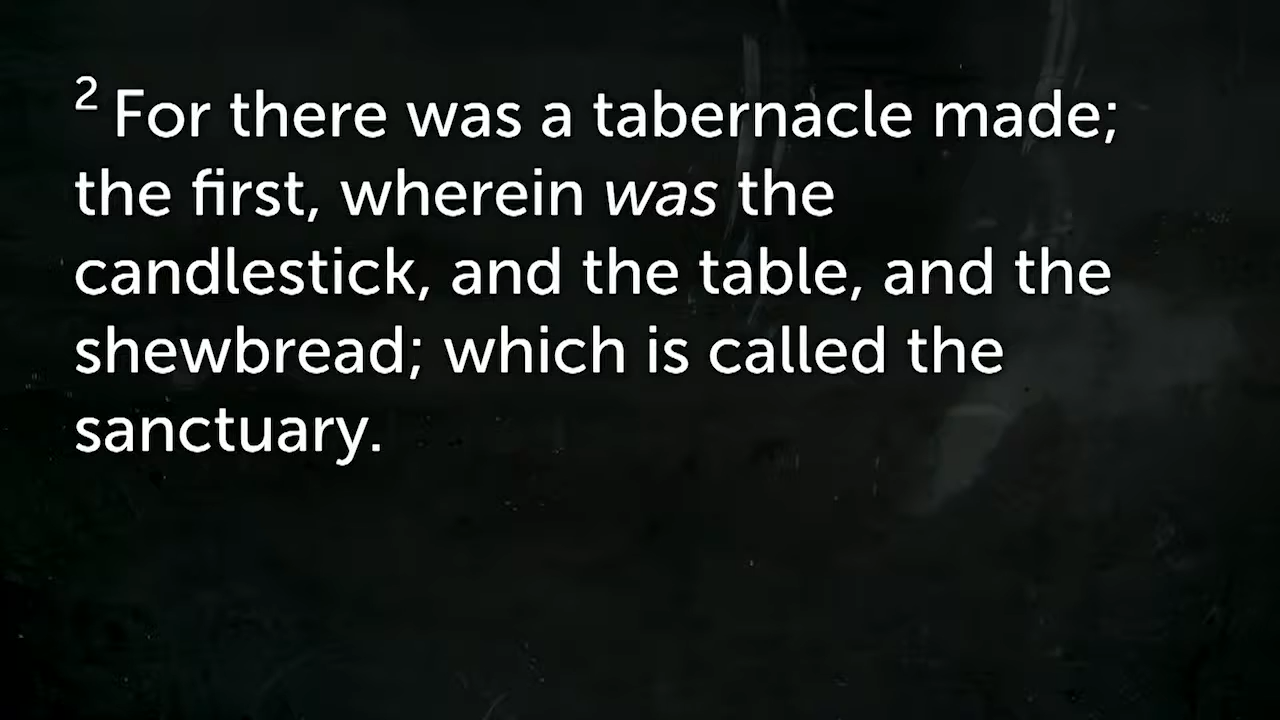 2 For there was a tabernacle made;
the first, wherein was the
candlestick, and the table, and the
shewbread; which is called the
sanctuary.